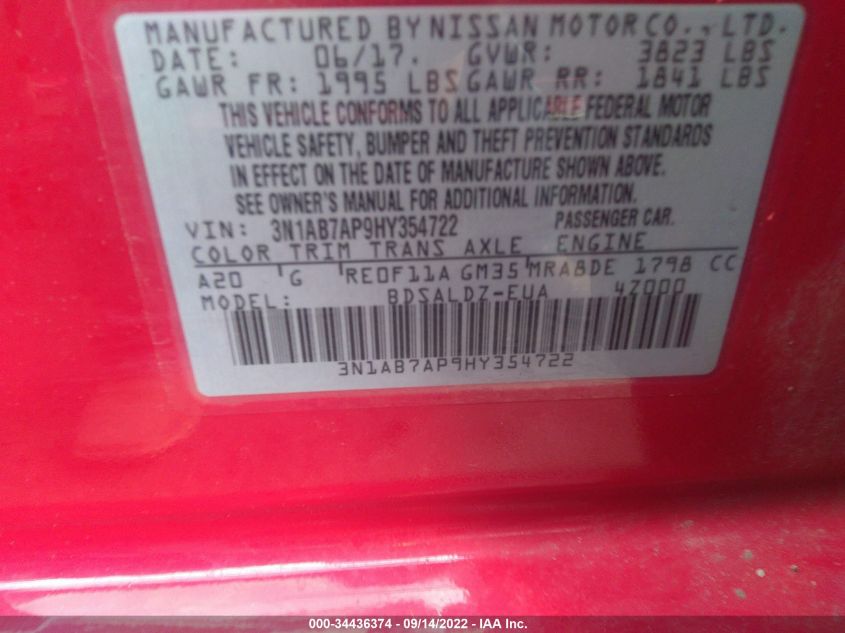 MANUFACTURED BY NISSAN MOTOR CO., LTD.
DATE: 06/17. GVWR: 3823 LBS
GAWR FR: 1995 LBS GAWR RR: 1841 LBS
THIS VEHICLE CONFORMS TO ALL APPLICABLE FEDERAL MOTOR
VEHICLE SAFETY, BUMPER AND THEFT PREVENTION STANDARDS
IN EFFECT ON THE DATE OF MANUFACTURE SHOWN ABOVE.
SEE OWNER'S MANUAL FOR ADDITIONAL INFORMATION.
VIN: 3N1AB7AP9HY354722 PASSENGER CAR.
COLOR TRIM TRANS AXLE ENGINE
A20 G RE0F11A GM35 MRA8DE 1798 CC
MODEL: BDSALDZ-EUA 4Z000
3N1AB7AP9HY354722
000-34436374 - 09/14/2022 - IAA Inc.